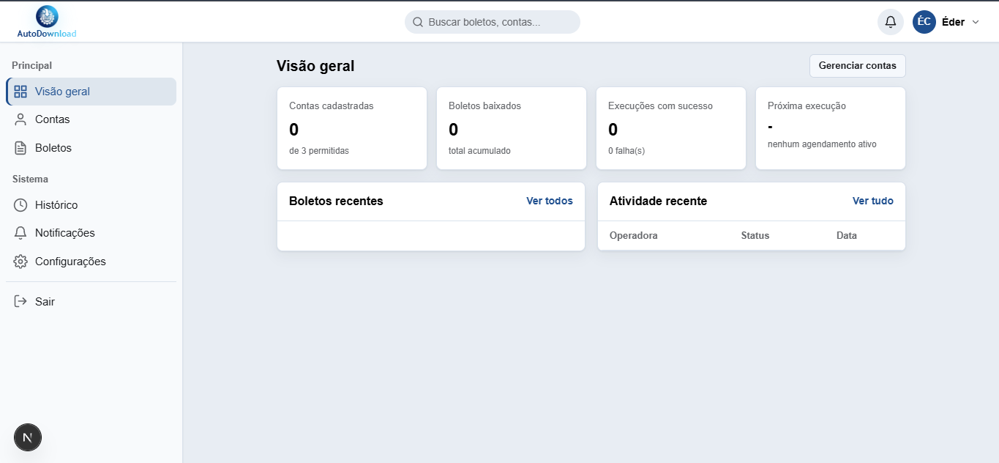 AutoDownload
Buscar boletos, contas...
ÉC
Éder
Principal
Visão geral
Contas
Boletos
Sistema
Histórico
Notificações
Configurações
Sair
N
Visão geral
Gerenciar contas
Contas cadastradas
0
de 3 permitidas
Boletos baixados
0
total acumulado
Execuções com sucesso
0
0 falha(s)
Próxima execução
-
nenhum agendamento ativo
Boletos recentes
Ver todos
Atividade recente
Ver tudo
Operadora Status Data